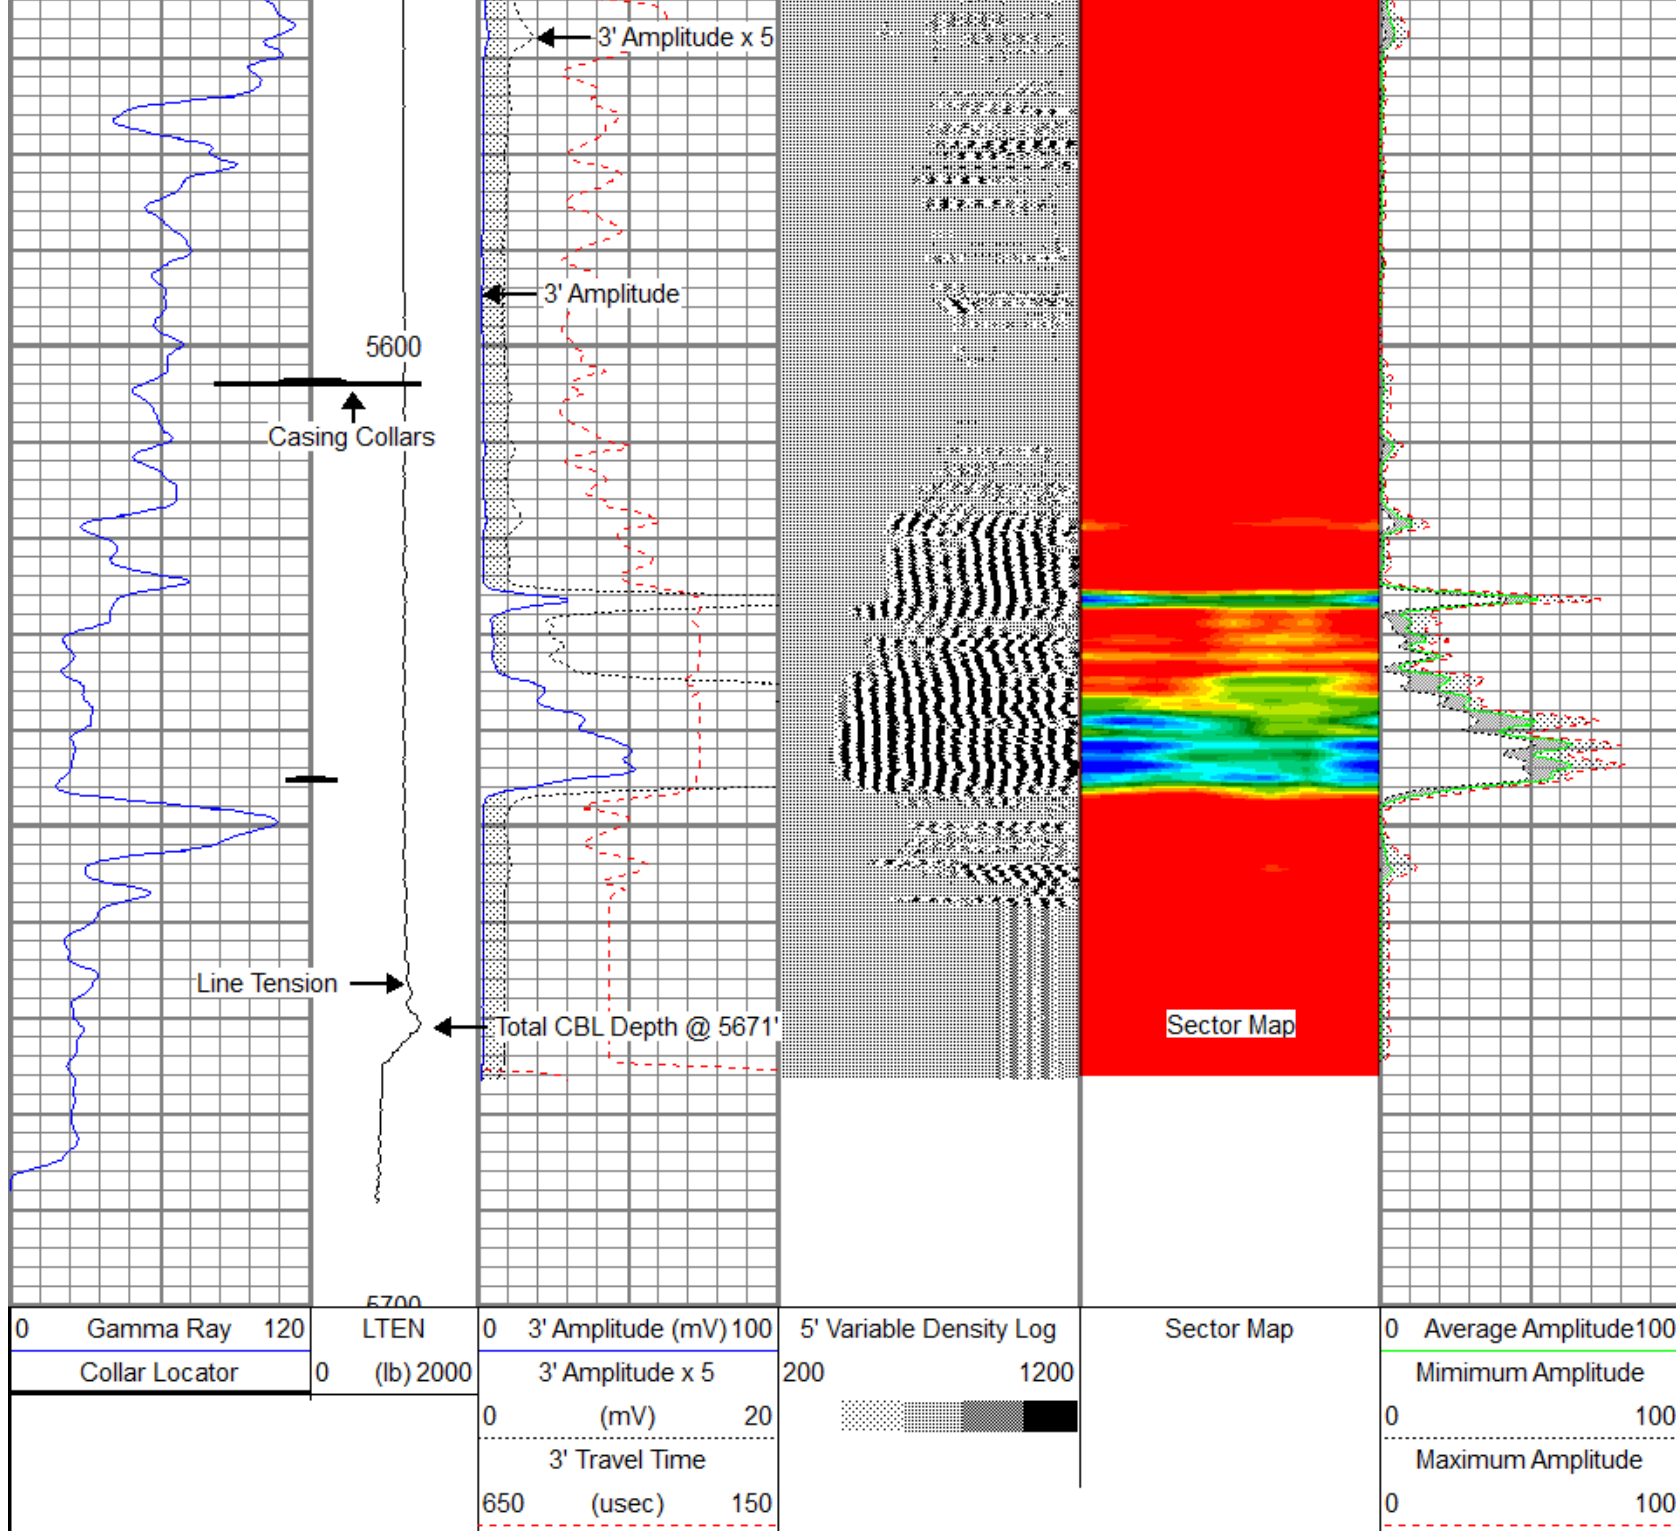 3' Amplitude x 5
3' Amplitude
5600
Casing Collars
Line Tension
Total CBL Depth @ 5671'
Sector Map
5700
0 Gamma Ray 120
Collar Locator
LTEN
0 (lb) 2000
0 3' Amplitude (mV) 100
3' Amplitude x 5
0 (mV) 20
3' Travel Time
650 (usec) 150
5' Variable Density Log
200 1200
Sector Map
0 Average Amplitude 100
Mimimum Amplitude
0 100
Maximum Amplitude
0 100